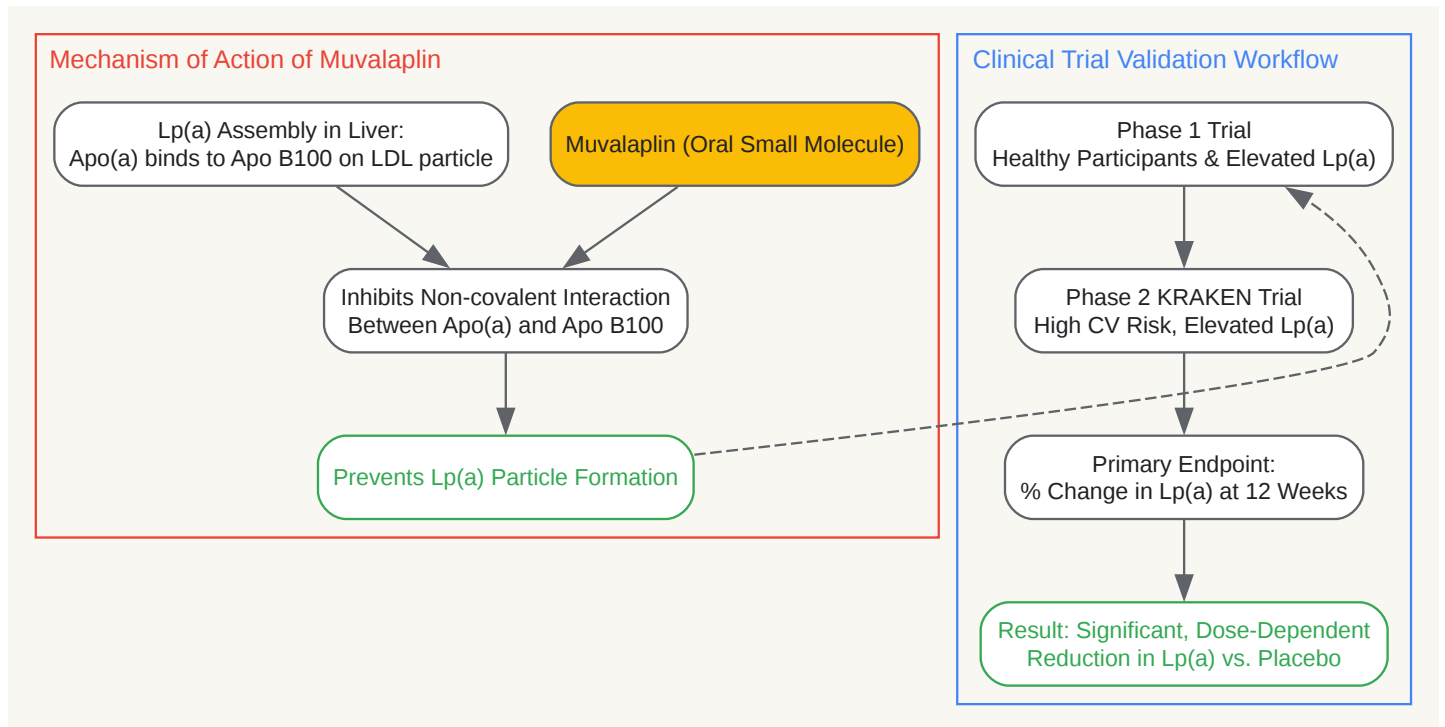 Mechanism of Action of Muvalaplin
Lp(a) Assembly in Liver:
Apo(a) binds to Apo B100 on LDL particle
Muvalaplin (Oral Small Molecule)
Inhibits Non-covalent Interaction
Between Apo(a) and Apo B100
Prevents Lp(a) Particle Formation
Clinical Trial Validation Workflow
Phase 1 Trial
Healthy Participants & Elevated Lp(a)
Phase 2 KRAKEN Trial
High CV Risk, Elevated Lp(a)
Primary Endpoint:
% Change in Lp(a) at 12 Weeks
Result: Significant, Dose-Dependent
Reduction in Lp(a) vs. Placebo